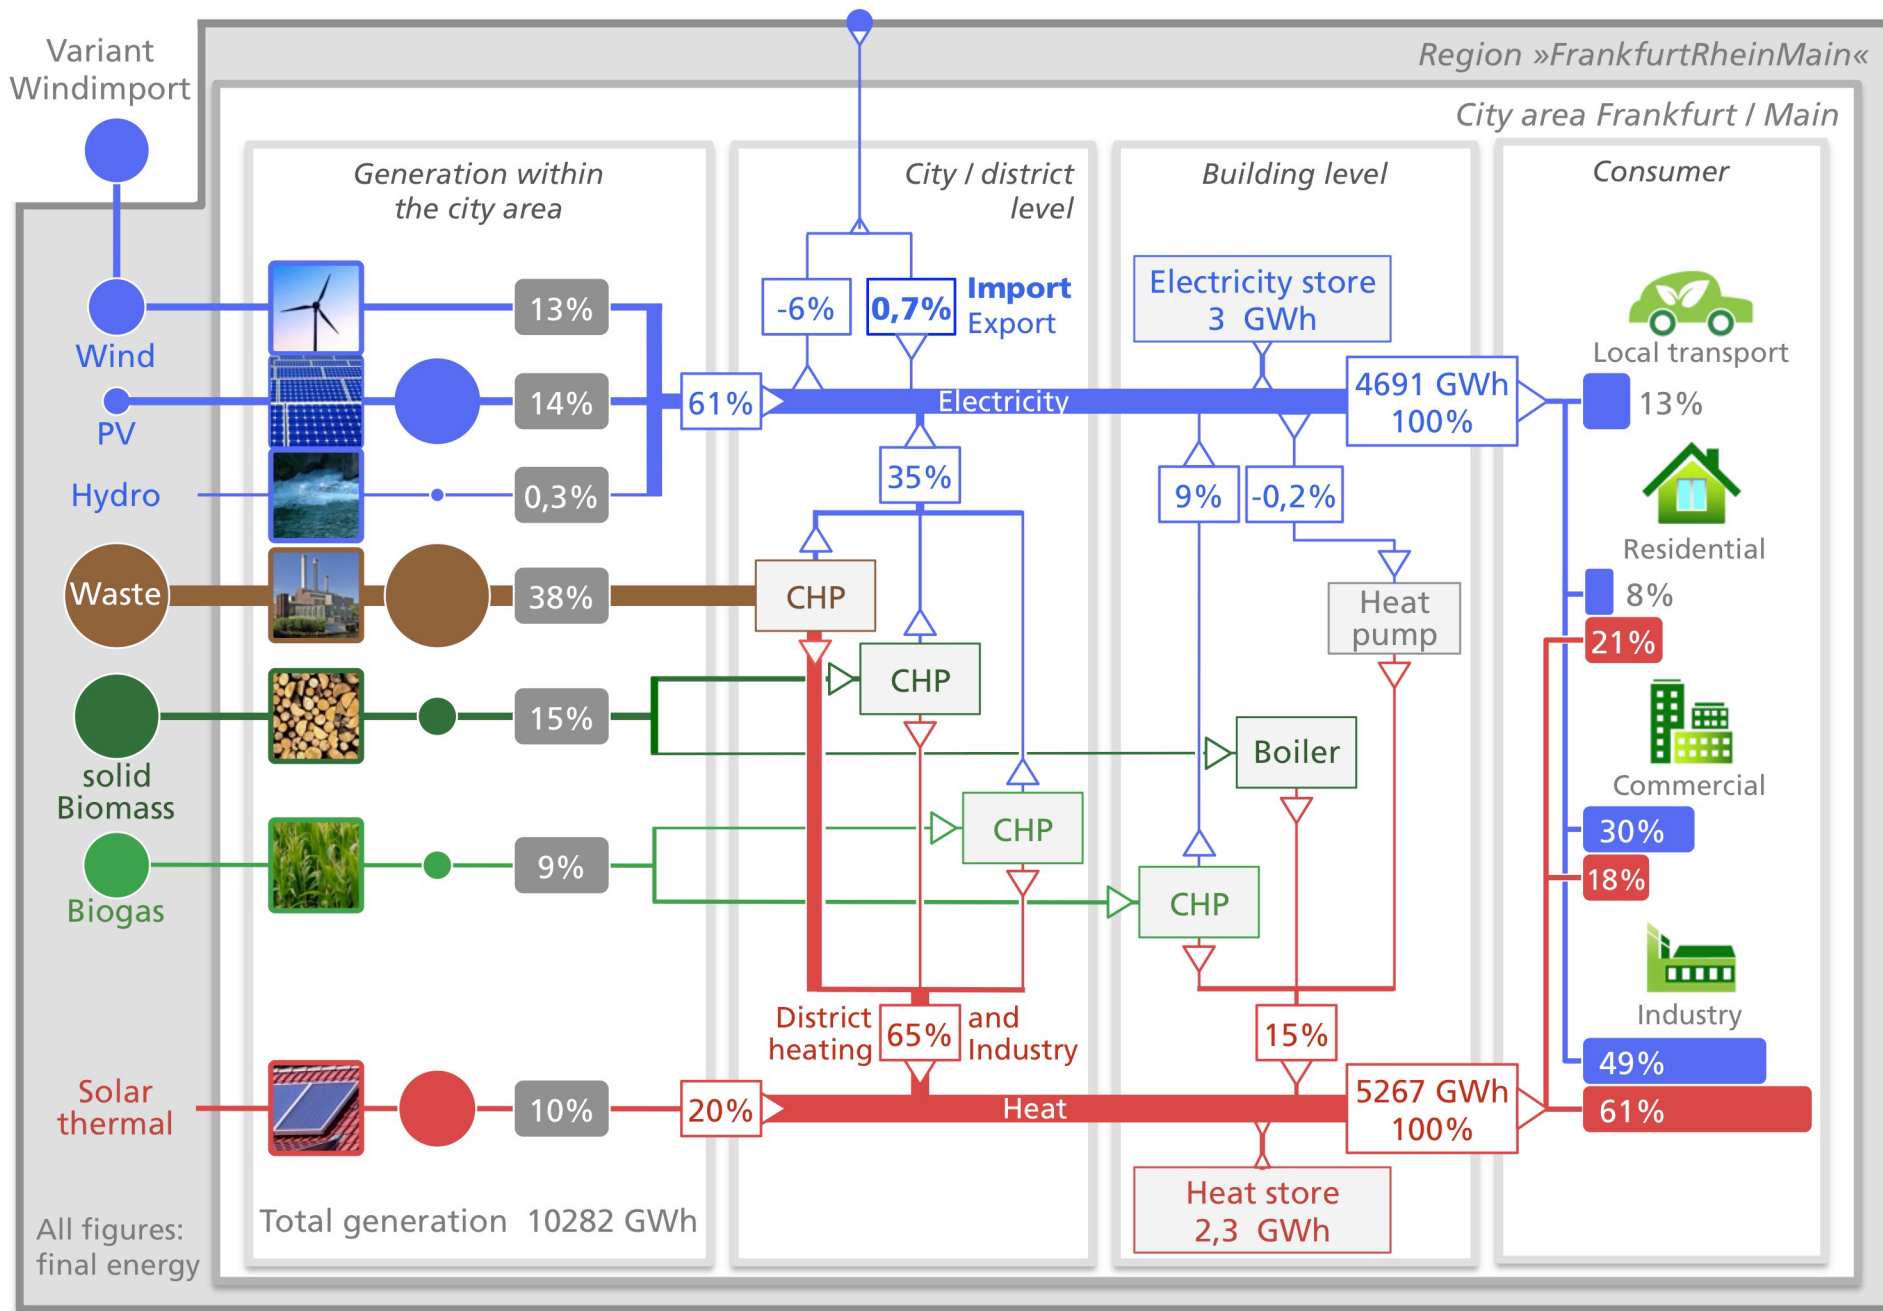 Variant
Windimport
Region »FrankfurtRheinMain«
City area Frankfurt / Main
Generation within
the city area
City / district
level
Building level
Consumer
Wind
PV
Hydro
Waste
solid
Biomass
Biogas
Solar
thermal
All figures:
final energy
13%
14%
0,3%
38%
15%
9%
10%
Total generation 10282 GWh
61%
20%
-6%
0,7%
Import
Export
Electricity
35%
CHP
CHP
CHP
District
heating
65%
and
Industry
Heat
Electricity store
3 GWh
4691 GWh
100%
9%
-0,2%
Heat
pump
Boiler
CHP
15%
5267 GWh
100%
Heat store
2,3 GWh
Local transport
13%
Residential
8%
21%
Commercial
30%
18%
Industry
49%
61%